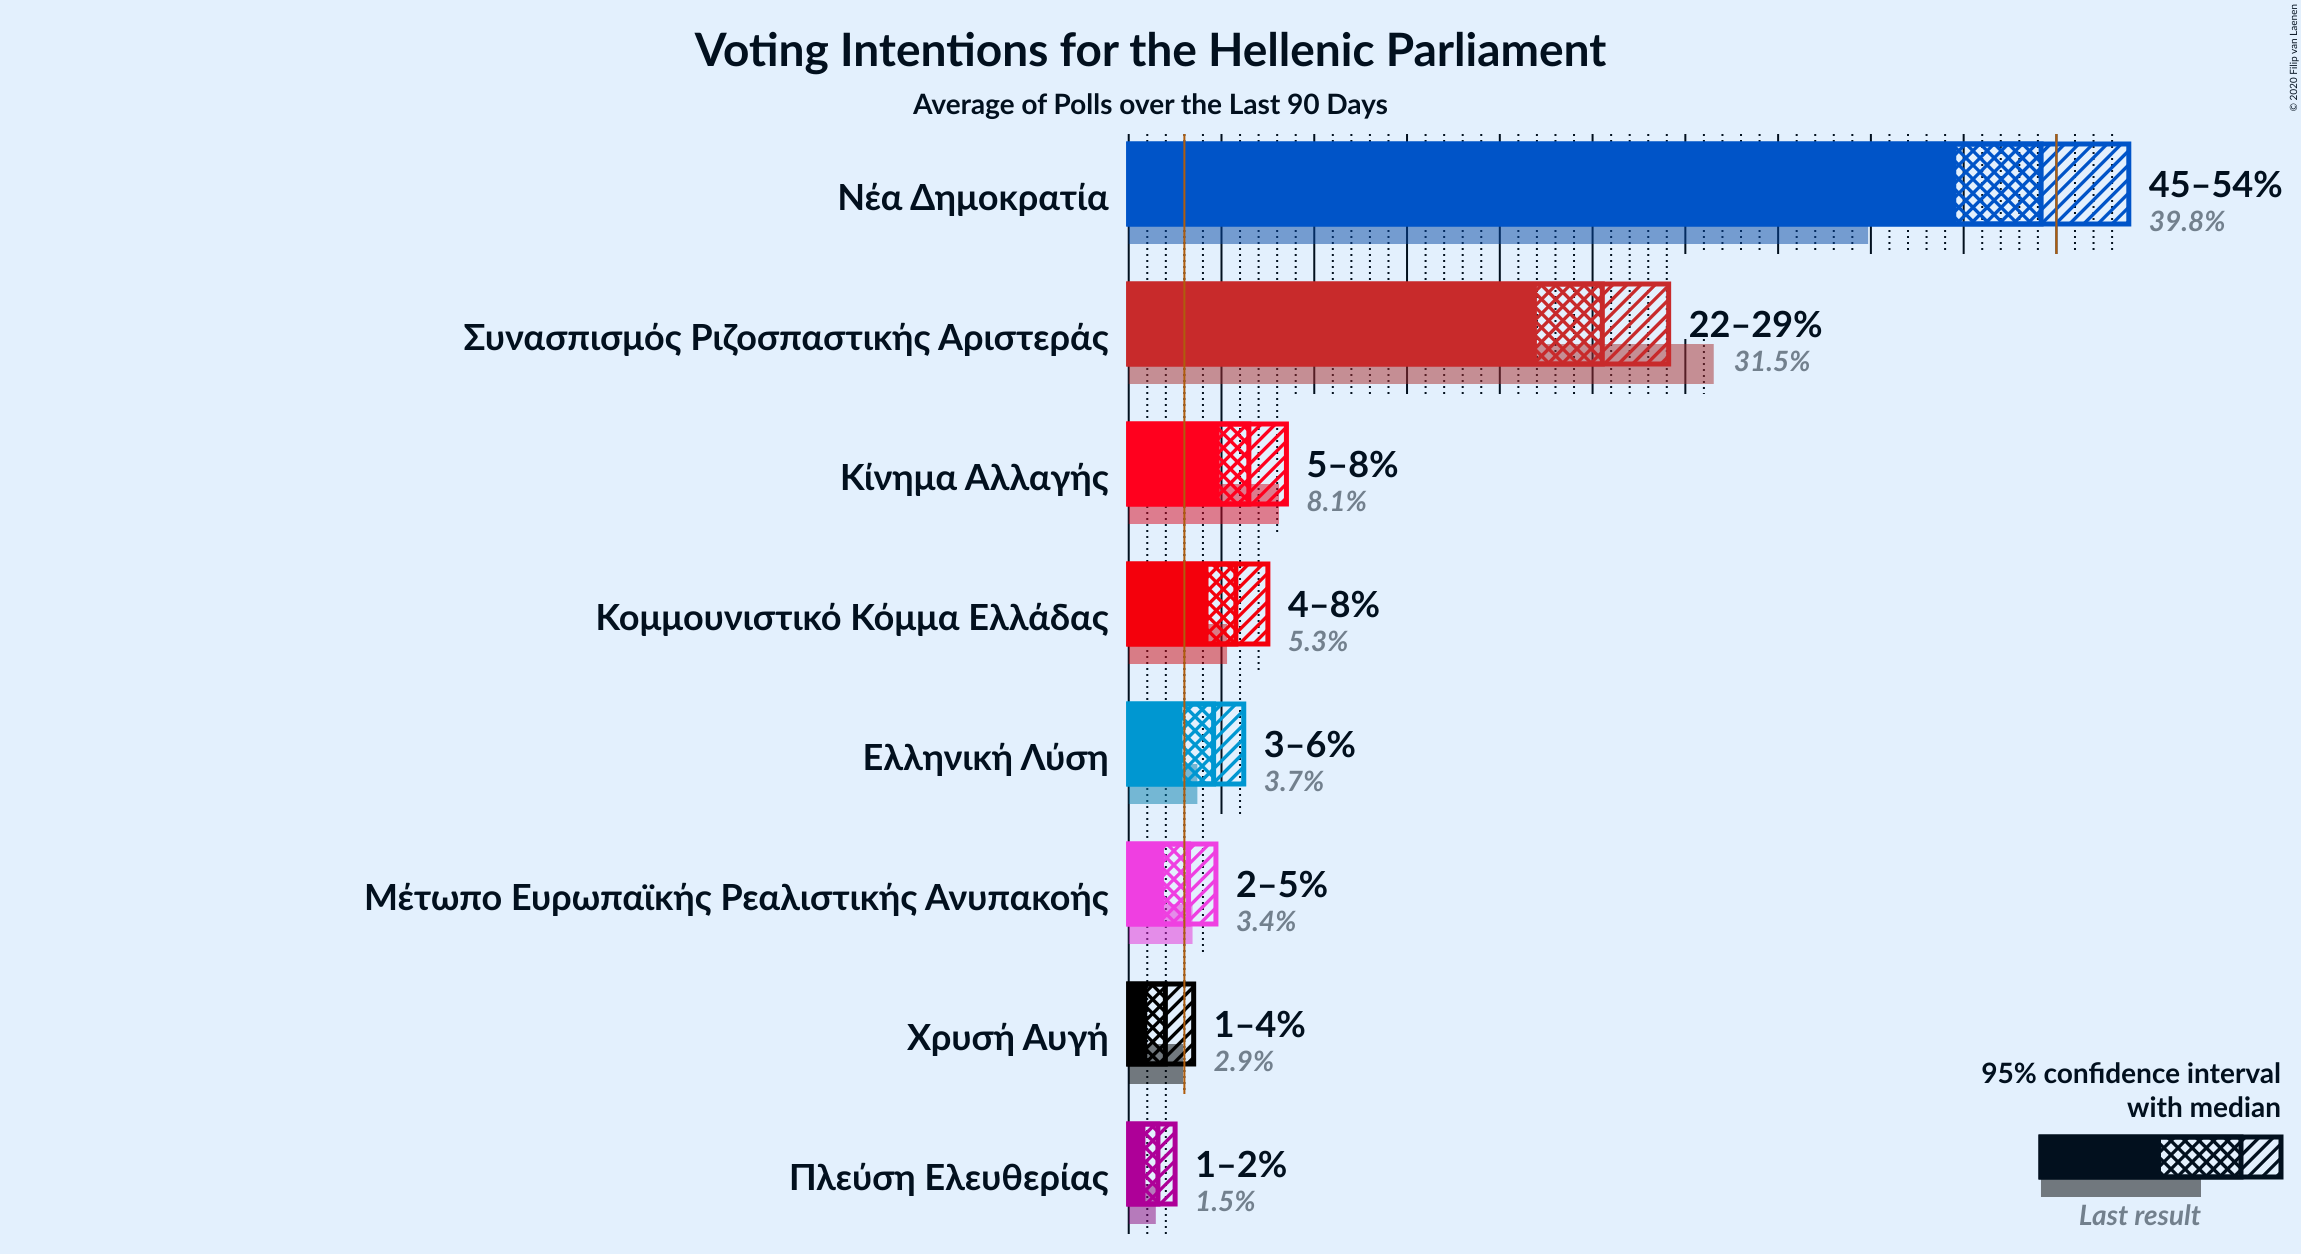 Voting Intentions for the Hellenic Parliament
Average of Polls over the Last 90 Days
© 2020 Filip van Laenen
Νέα Δημοκρατία
45–54%
39.8%
Συνασπισμός Ριζοσπαστικής Αριστεράς
22–29%
31.5%
Κίνημα Αλλαγής
5–8%
8.1%
Κομμουνιστικό Κόμμα Ελλάδας
4–8%
5.3%
Ελληνική Λύση
3–6%
3.7%
Μέτωπο Ευρωπαϊκής Ρεαλιστικής Ανυπακοής
2–5%
3.4%
Χρυσή Αυγή
1–4%
2.9%
Πλεύση Ελευθερίας
1–2%
1.5%
95% confidence interval
with median
Last result